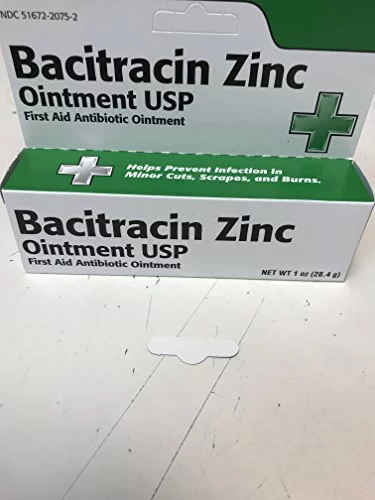 NDC 51672-2075-2
Bacitracin Zinc
Ointment USP
First Aid Antibiotic Ointment
Helps Prevent Infection in
Minor Cuts, Scrapes, and Burns.
Bacitracin Zinc
Ointment USP
First Aid Antibiotic Ointment
NET WT 1 oz (28.4 g)